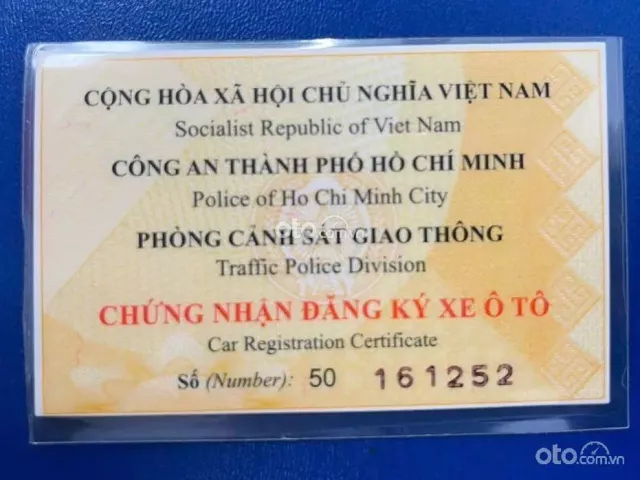 CỘNG HÒA XÃ HỘI CHỦ NGHĨA VIỆT NAM
Socialist Republic of Viet Nam
CÔNG AN THÀNH PHỐ HỒ CHÍ MINH
Police of Ho Chi Minh City
PHÒNG CẢNH SÁT GIAO THÔNG
Traffic Police Division
CHỨNG NHẬN ĐĂNG KÝ XE Ô TÔ
Car Registration Certificate
Số (Number): 50 161252
oto.com.vn